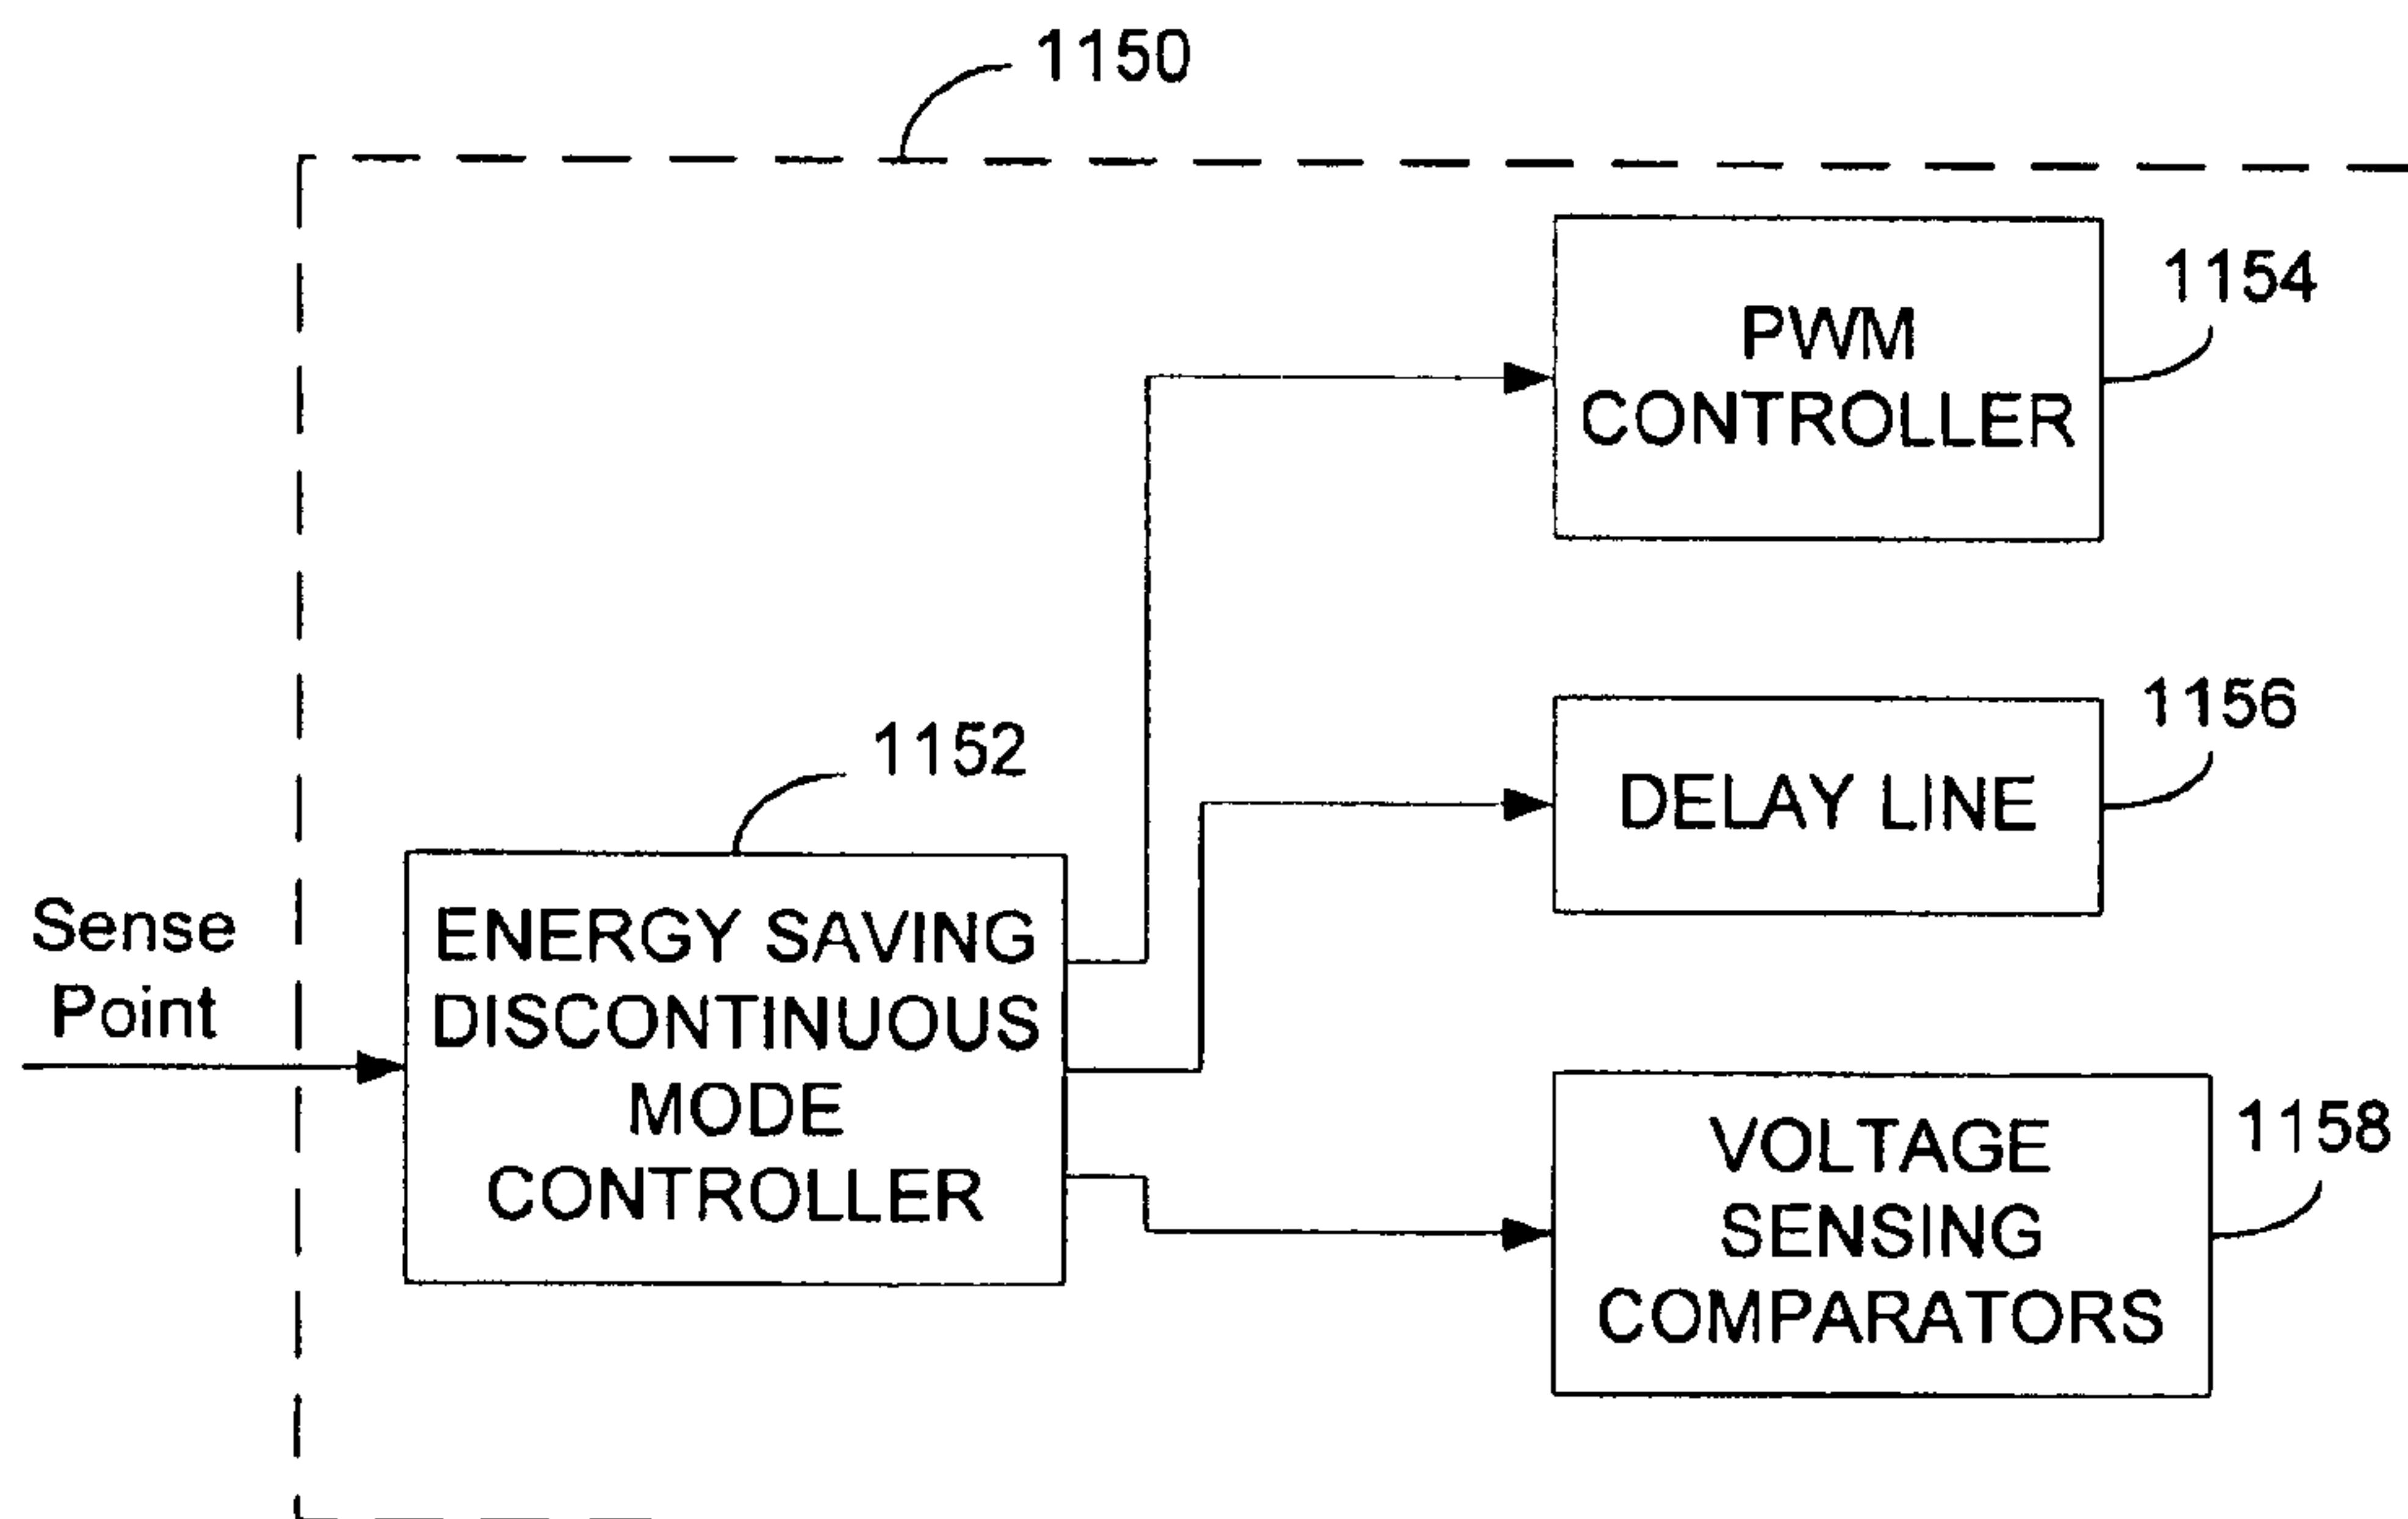 1150
PWM
CONTROLLER
1154
DELAY LINE
1156
1152
Sense
Point
ENERGY SAVING
DISCONTINUOUS
MODE
CONTROLLER
VOLTAGE
SENSING
COMPARATORS
1158